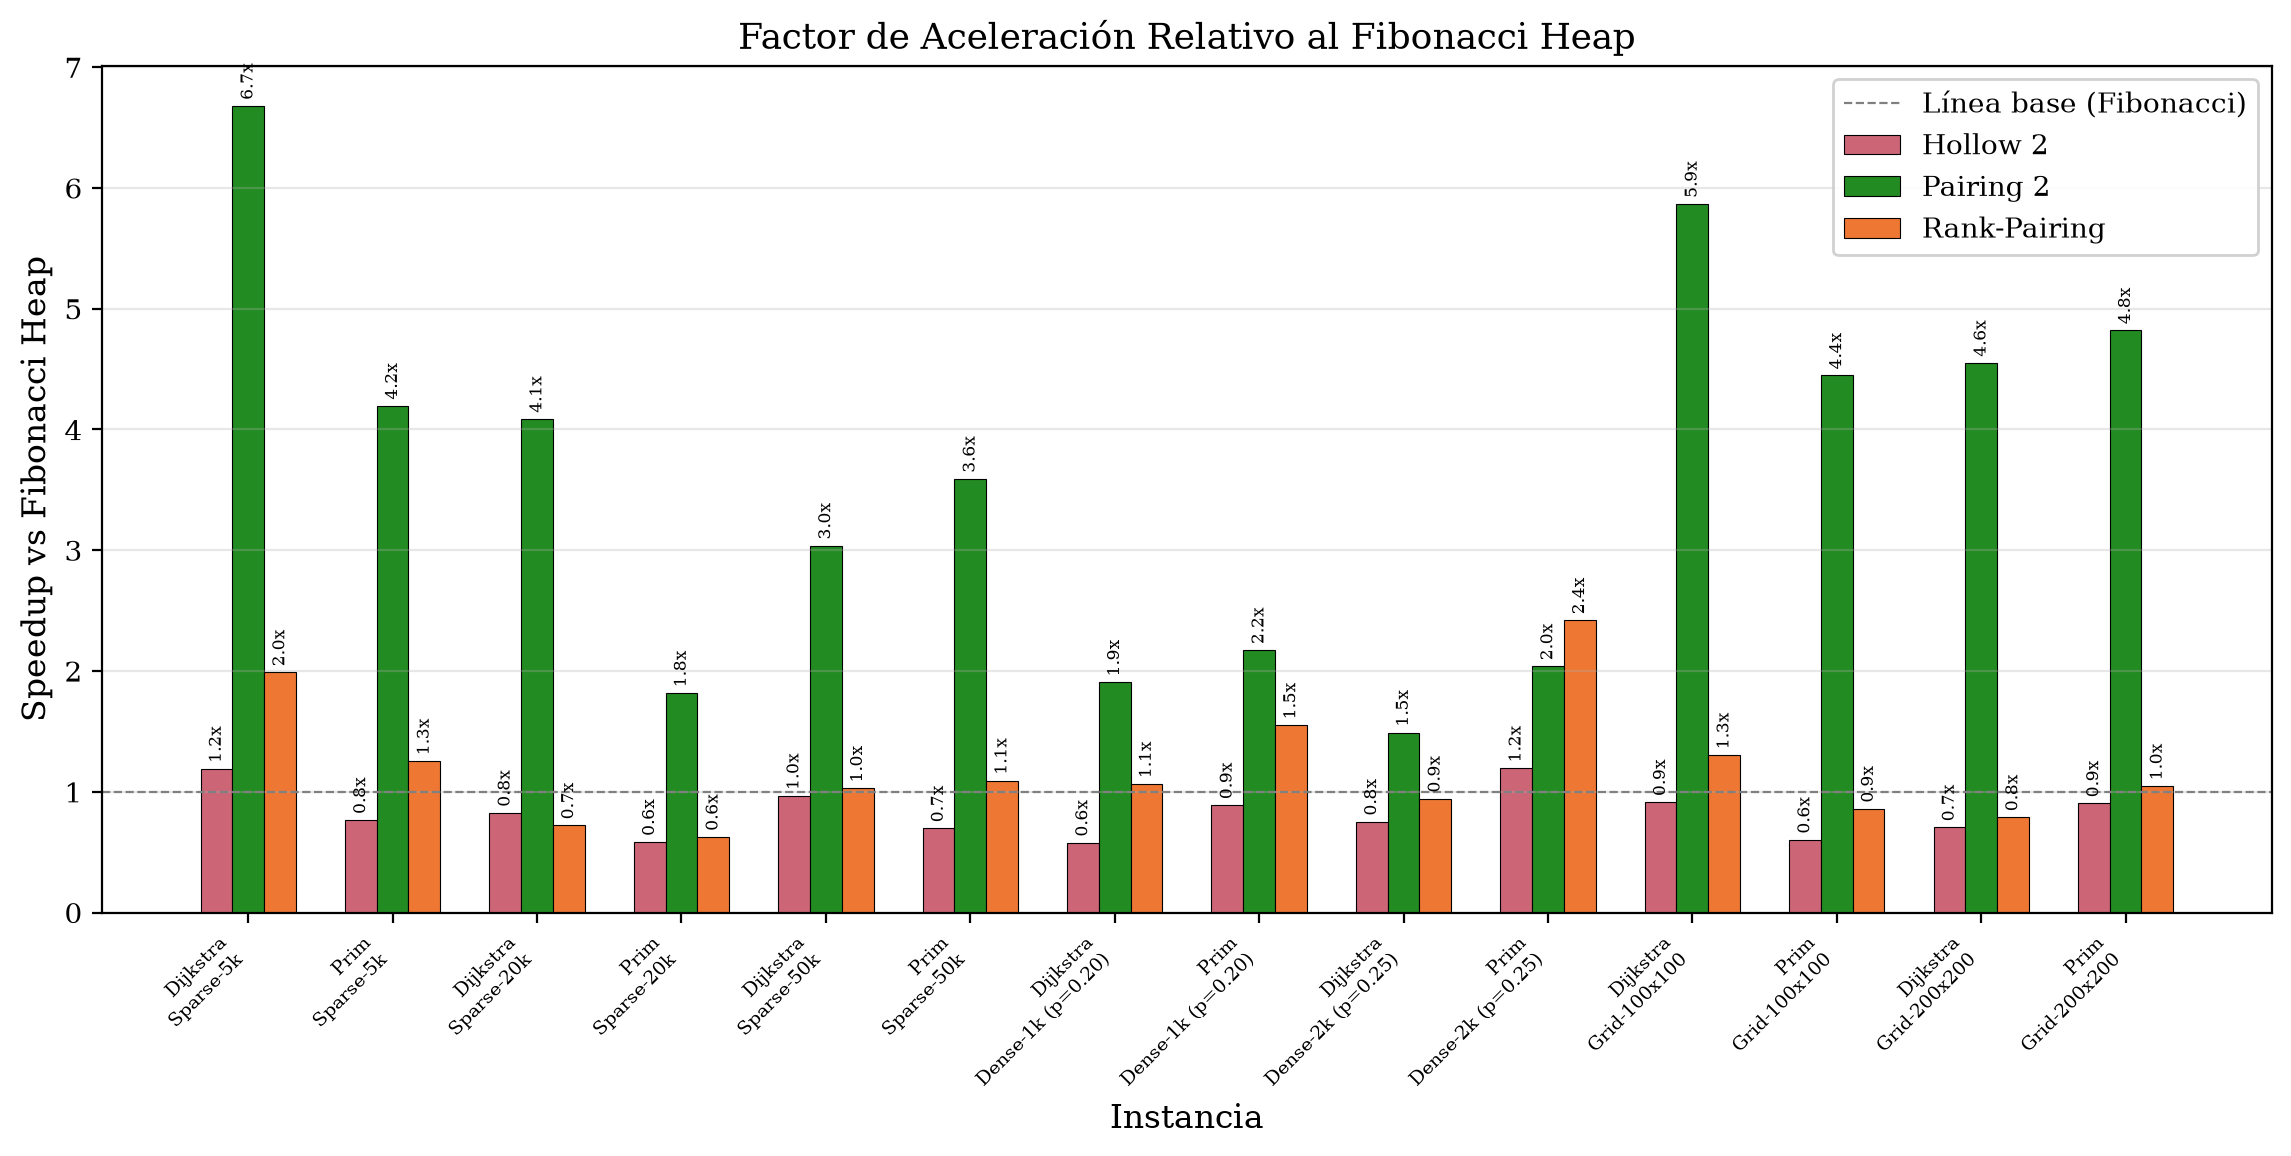 Factor de Aceleración Relativo al Fibonacci Heap
Speedup vs Fibonacci Heap
7
6
5
4
3
2
1
0
Línea base (Fibonacci)
Hollow 2
Pairing 2
Rank-Pairing
1.2x
6.7x
2.0x
0.8x
4.2x
1.3x
0.8x
4.1x
0.7x
0.6x
1.8x
0.6x
1.0x
3.0x
1.0x
0.7x
3.6x
1.1x
0.6x
1.9x
1.1x
0.9x
2.2x
1.5x
0.8x
1.5x
0.9x
1.2x
2.0x
2.4x
0.9x
5.9x
1.3x
0.6x
4.4x
0.9x
0.7x
4.6x
0.8x
0.9x
4.8x
1.0x
Dijkstra
Sparse-5k
Prim
Sparse-5k
Dijkstra
Sparse-20k
Prim
Sparse-20k
Dijkstra
Sparse-50k
Prim
Sparse-50k
Dijkstra
Dense-1k (p=0.20)
Prim
Dense-1k (p=0.20)
Dijkstra
Dense-2k (p=0.25)
Prim
Dense-2k (p=0.25)
Dijkstra
Grid-100x100
Prim
Grid-100x100
Dijkstra
Grid-200x200
Prim
Grid-200x200
Instancia